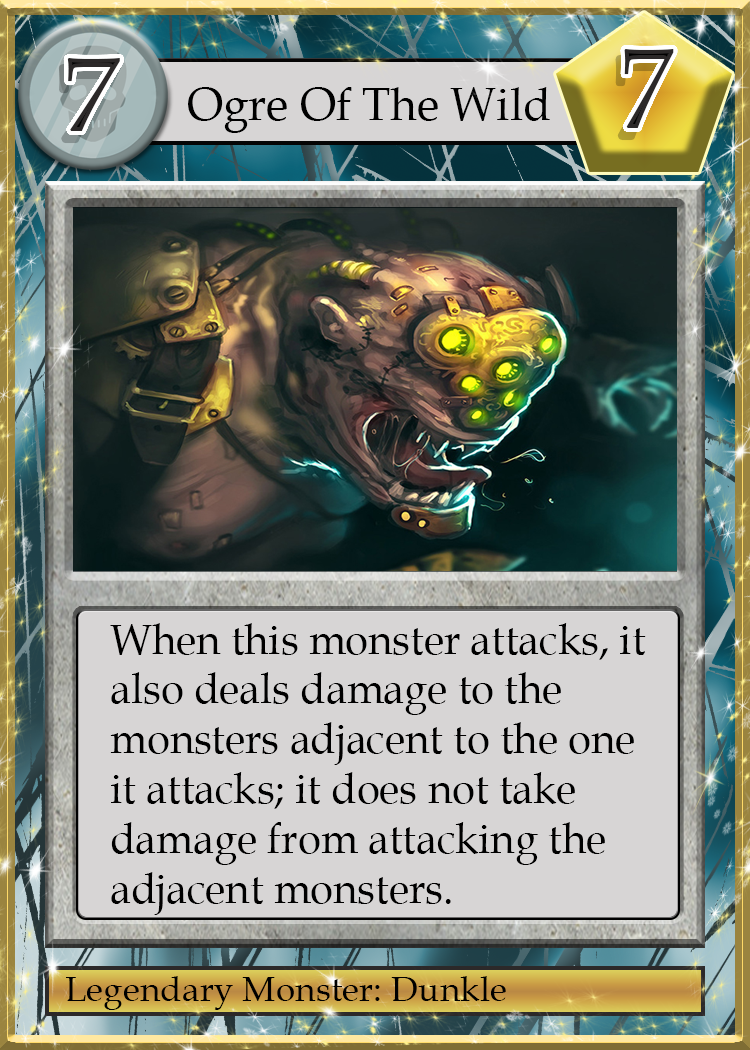 7
Ogre Of The Wild
7
When this monster attacks, it
also deals damage to the
monsters adjacent to the one
it attacks; it does not take
damage from attacking the
adjacent monsters.
Legendary Monster: Dunkle